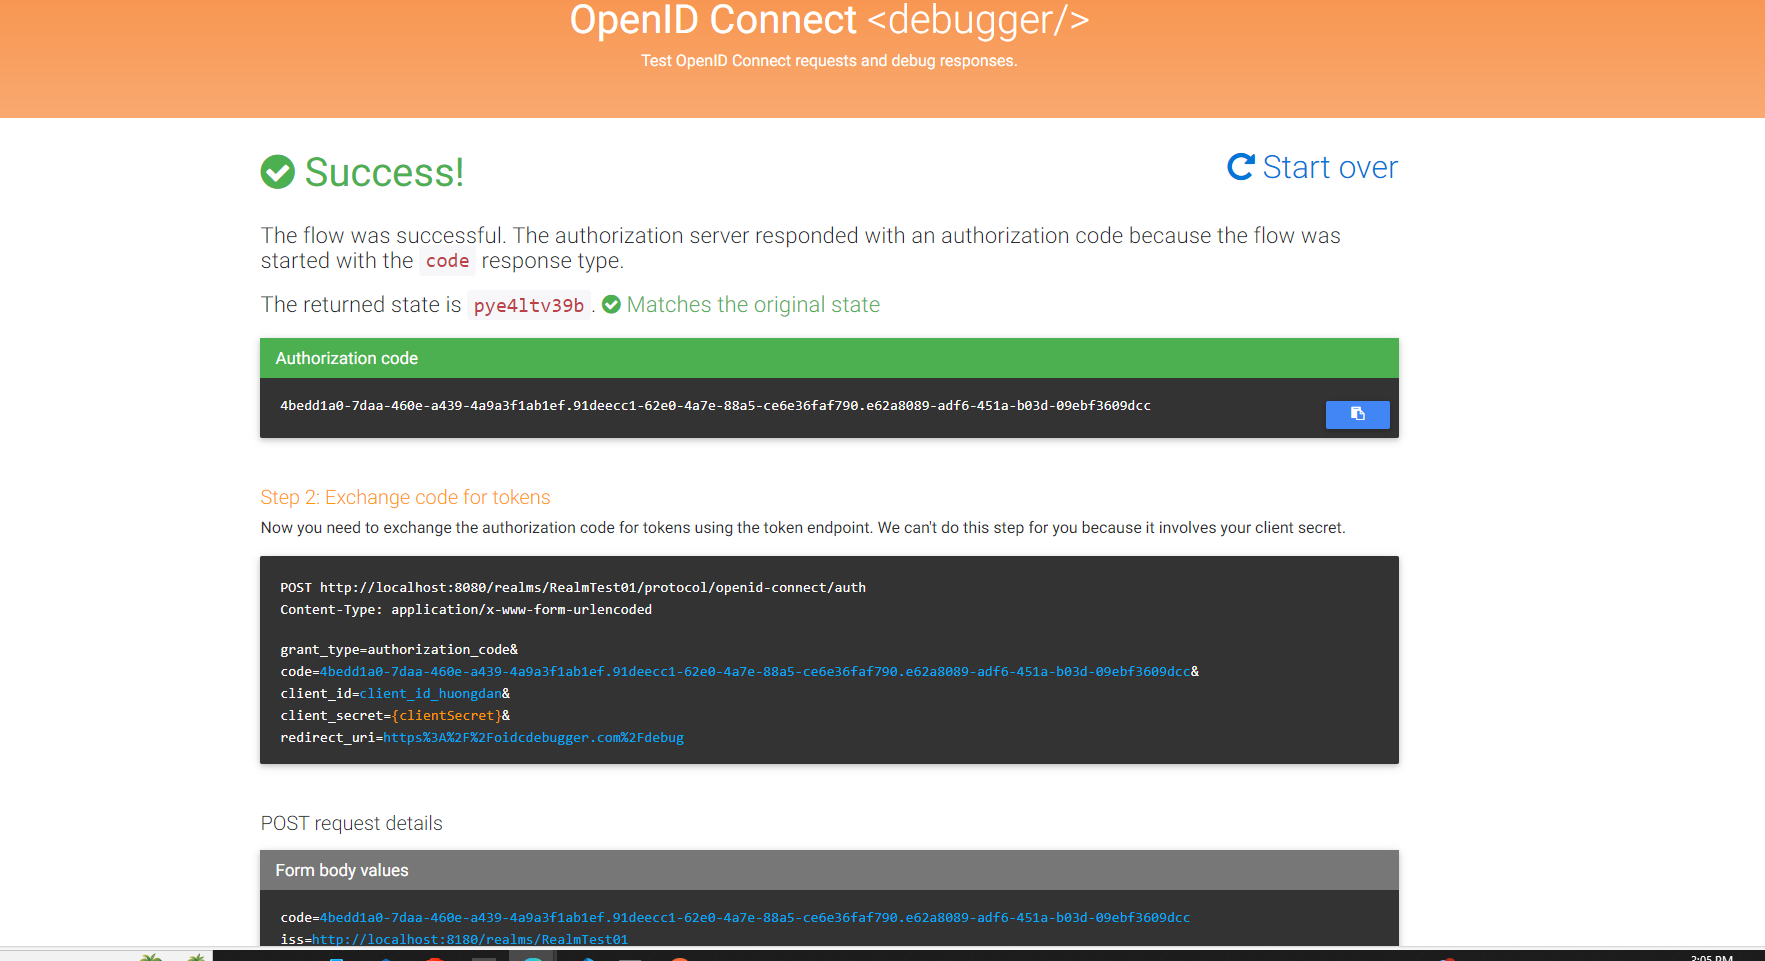 OpenID Connect <debugger/>
Test OpenID Connect requests and debug responses.
Success!
Start over
The flow was successful. The authorization server responded with an authorization code because the flow was
started with the code response type.
The returned state is pye4ltv39b. Matches the original state
Authorization code
4bedd1a0-7daa-460e-a439-4a9a3f1ab1ef.91deecc1-62e0-4a7e-88a5-ce6e36faf790.e62a8089-adf6-451a-b03d-09ebf3609dcc
Step 2: Exchange code for tokens
Now you need to exchange the authorization code for tokens using the token endpoint. We can't do this step for you because it involves your client secret.
POST http://localhost:8080/realms/RealmTest01/protocol/openid-connect/auth
Content-Type: application/x-www-form-urlencoded
grant_type=authorization_code&
code=4bedd1a0-7daa-460e-a439-4a9a3f1ab1ef.91deecc1-62e0-4a7e-88a5-ce6e36faf790.e62a8089-adf6-451a-b03d-09ebf3609dcc&
client_id=client_id_huongdan&
client_secret={clientSecret}&
redirect_uri=https%3A%2F%2Foidcdebugger.com%2Fdebug
POST request details
Form body values
code=4bedd1a0-7daa-460e-a439-4a9a3f1ab1ef.91deecc1-62e0-4a7e-88a5-ce6e36faf790.e62a8089-adf6-451a-b03d-09ebf3609dcc
iss=http://localhost:8180/realms/RealmTest01